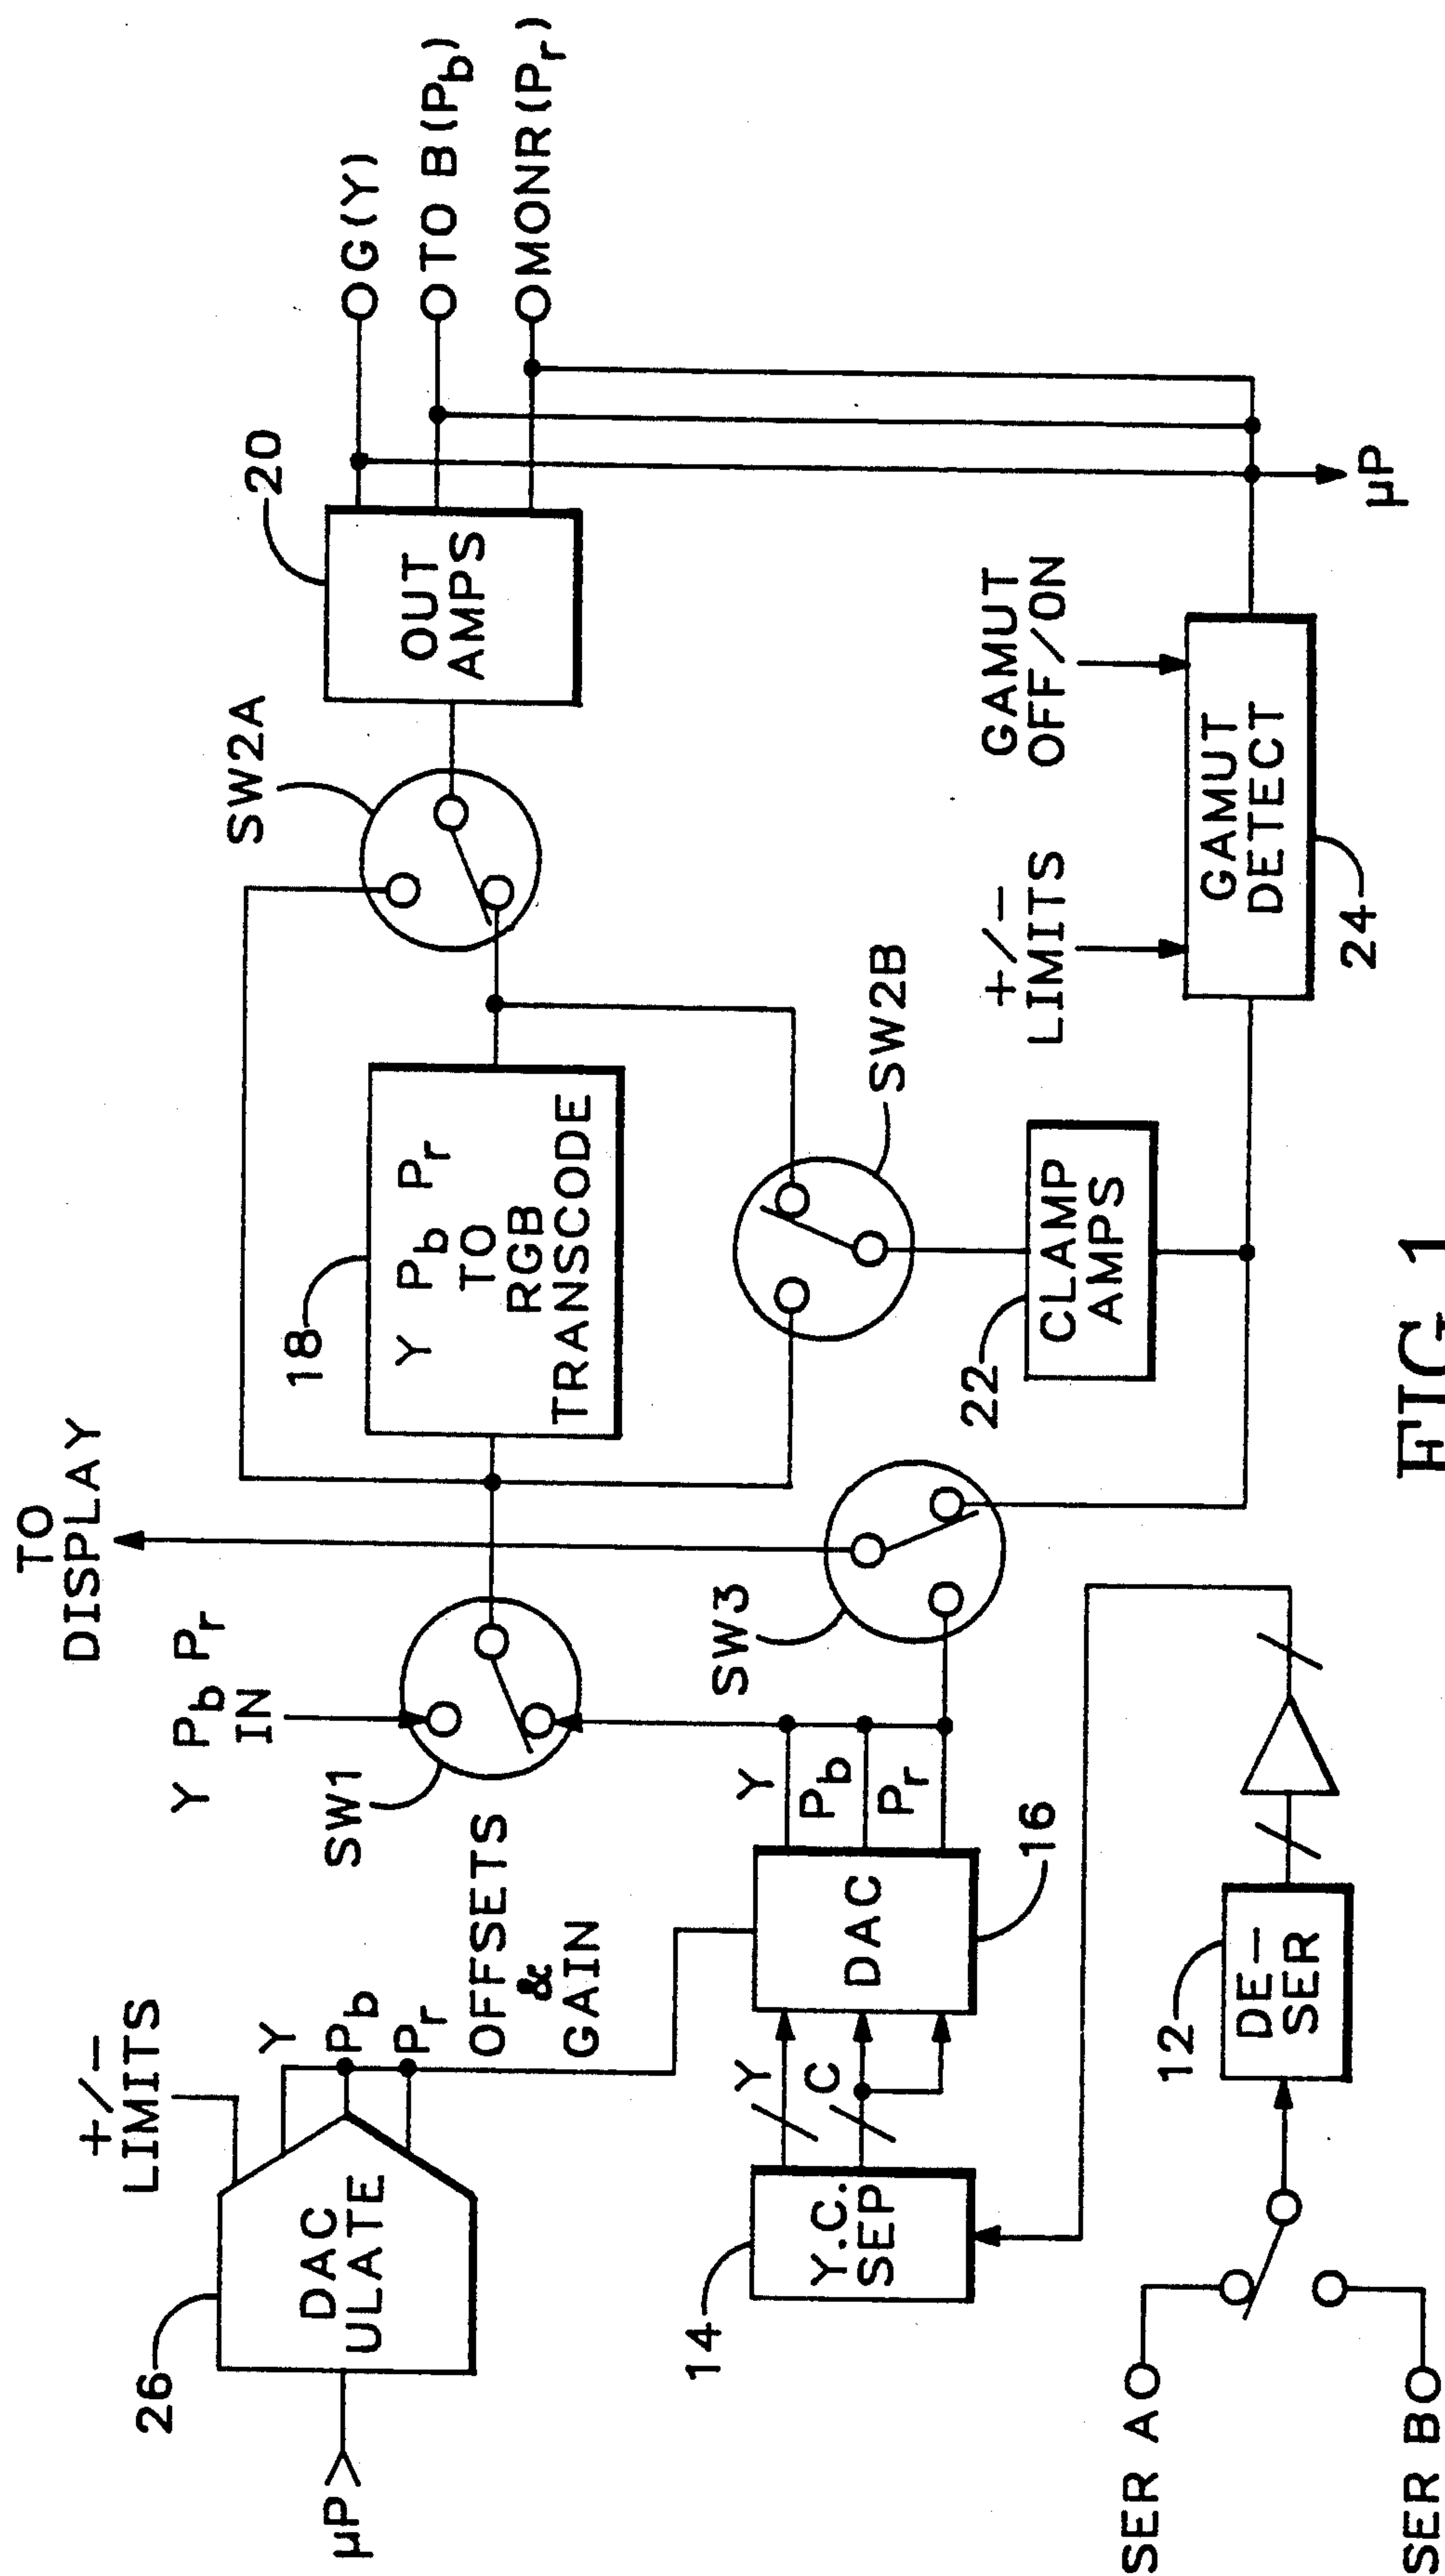 µP>
26
DAC
ULATE
+/-
LIMITS
Y
Pb
Pr
OFFSETS
&
GAIN
Y Pb Pr
IN
SW1
TO
DISPLAY
18
Y Pb Pr
TO
RGB
TRANSCODE
SW2A
20
OUT
AMPS
G(Y)
TO B(Pb)
MONR(Pr)
14
Y.C.
SEP
Y
C
DAC
16
Y
Pb
Pr
SW3
SW2B
22
CLAMP
AMPS
+/-
LIMITS
GAMUT
OFF/ON
GAMUT
DETECT
24
µP
SER A
SER B
12
DE-
SER
FIG. 1